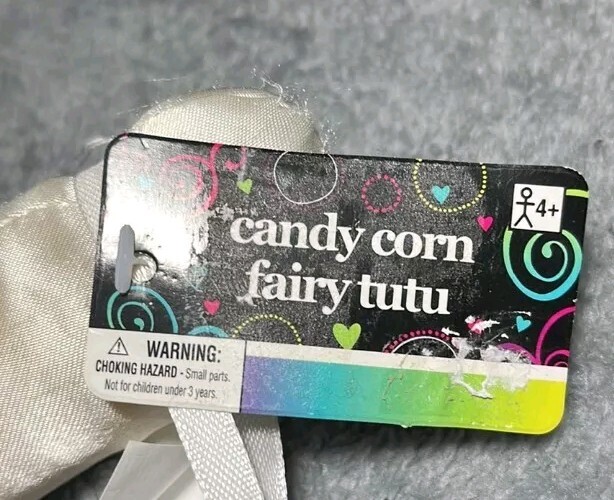 4+
candy corn
fairy tutu
WARNING:
CHOKING HAZARD - Small parts.
Not for children under 3 years.